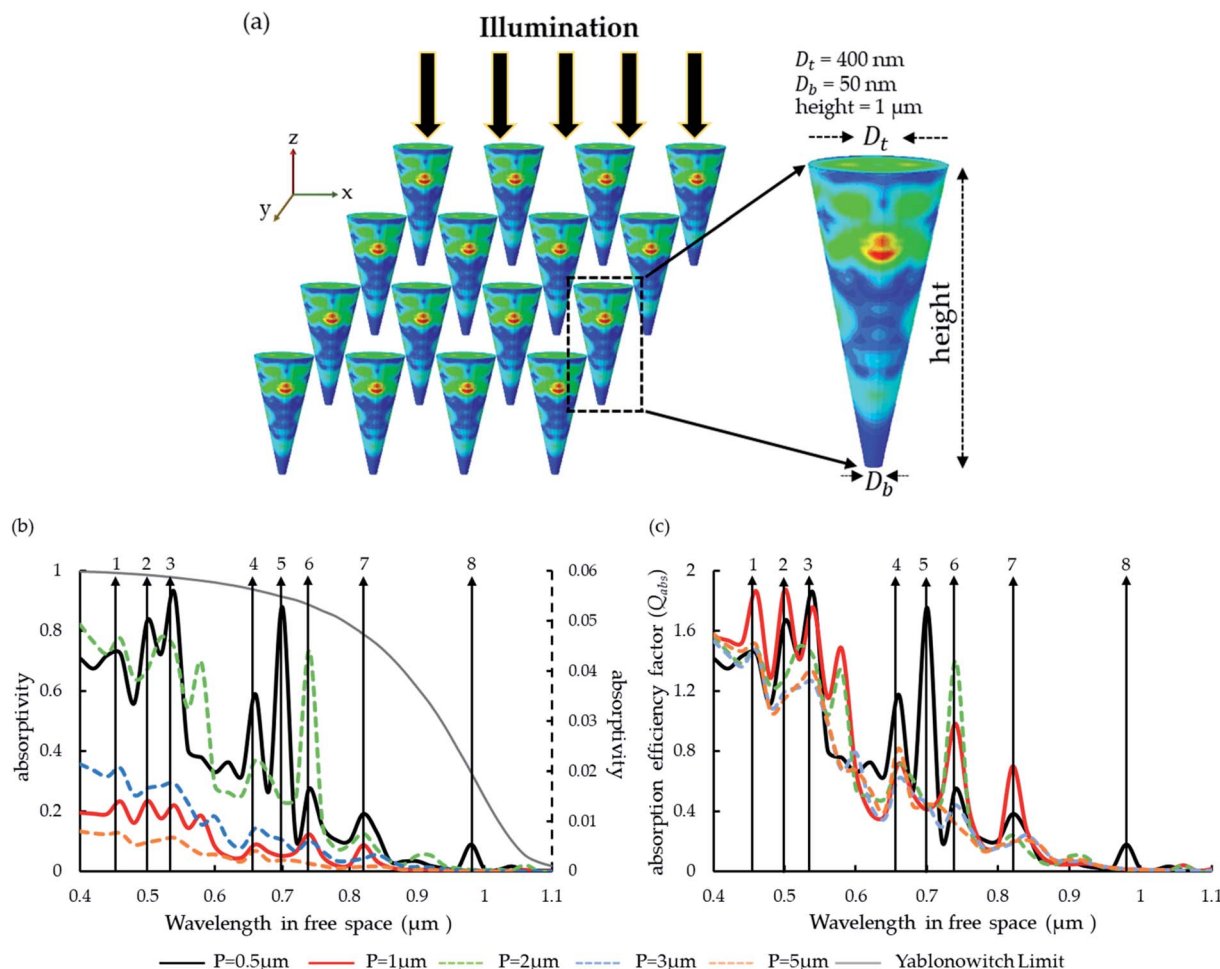 (a)
Illumination
D_t = 400 nm
D_b = 50 nm
height = 1 μm
D_t
z
x
y
height
D_b
(b)
(c)
1 2 3 4 5 6 7 8
1
0.8
0.6
0.4
0.2
0
absorptivity
0.06
0.05
0.04
0.03
0.02
0.01
0
absorptivity
0.4 0.5 0.6 0.7 0.8 0.9 1 1.1
Wavelength in free space (μm )
1 2 3 4 5 6 7 8
2
1.6
1.2
0.8
0.4
0
absorption efficiency factor (Q_abs)
0.4 0.5 0.6 0.7 0.8 0.9 1 1.1
Wavelength in free space (μm )
P=0.5μm P=1μm P=2μm P=3μm P=5μm Yablonowitch Limit